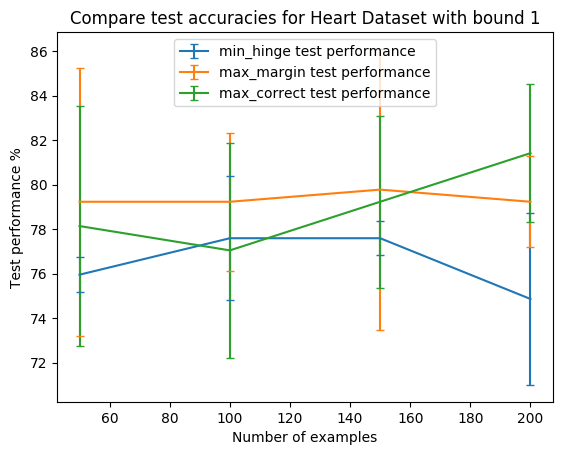 Compare test accuracies for Heart Dataset with bound 1
min_hinge test performance
max_margin test performance
max_correct test performance
Test performance %
86
84
82
80
78
76
74
72
60
80
100
120
140
160
180
200
Number of examples